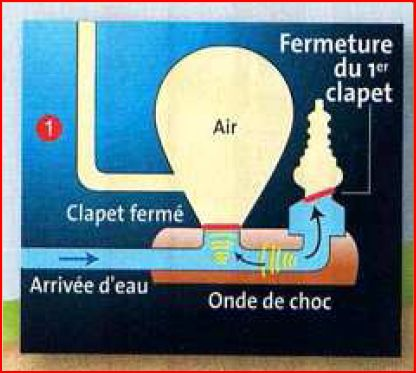 Fermeture
du 1er
clapet
1
Air
Clapet fermé
Arrivée d'eau
Onde de choc